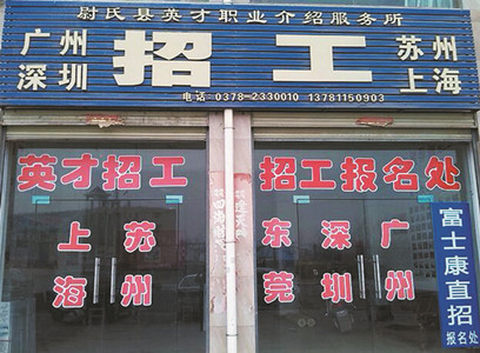 尉氏县英才职业介绍服务所
广州 招工 苏州
深圳 上海
电话: 0378-2330010 13781150903
英才招工
招工报名处
上苏
海州
东深广
莞圳州
富士康直招
报名处